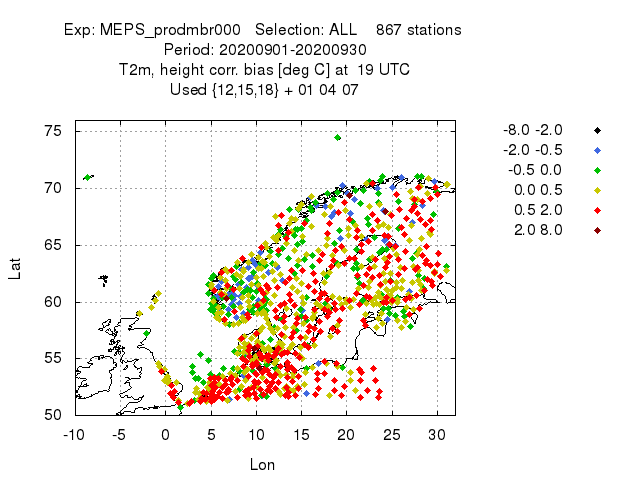 Exp: MEPS_prodmbr000 Selection: ALL 867 stations
Period: 20200901-20200930
T2m, height corr. bias [deg C] at 19 UTC
Used {12,15,18} + 01 04 07
-8.0 -2.0
-2.0 -0.5
-0.5 0.0
0.0 0.5
0.5 2.0
2.0 8.0
75
70
65
60
55
50
Lat
-10 -5 0 5 10 15 20 25 30
Lon